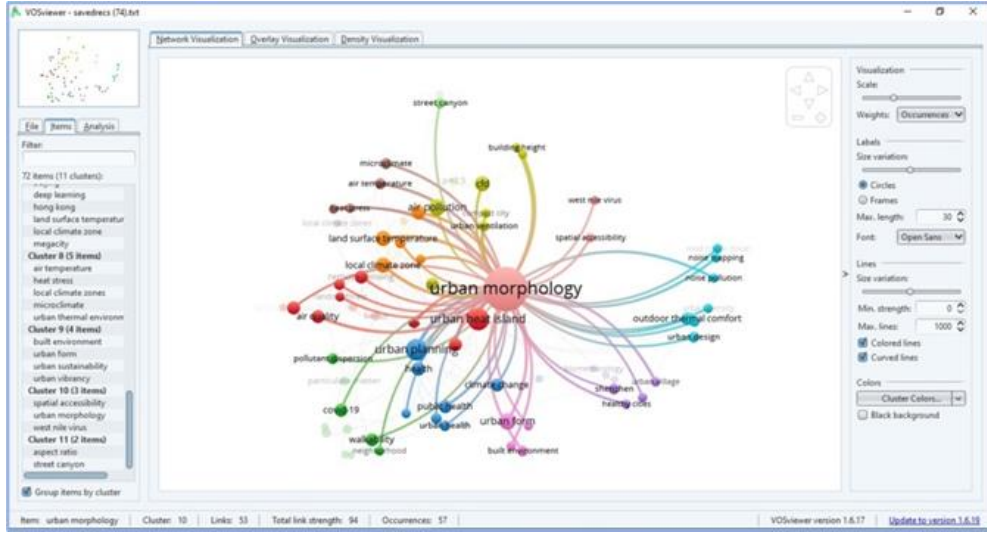 VOSviewer - savedrecs (74).txt
Network Visualization Overlay Visualization Density Visualization
File Items Analysis
Filter:
72 items (11 clusters):
deep learning
hong kong
land surface temperatur
local climate zone
megacity
Cluster 8 (5 items)
air temperature
heat stress
local climate zones
microclimate
urban thermal environm
Cluster 9 (4 items)
built environment
urban form
urban sustainability
urban vibrancy
Cluster 10 (3 items)
spatial accessibility
urban morphology
west nile virus
Cluster 11 (2 items)
aspect ratio
street canyon
Group items by cluster
street canyon
building height
microclimate
air temperature
pm2.5
cfd
heat stress
air pollution
compact city
west nile virus
local climate zones
urban ventilation
land surface temperature
spatial accessibility
noise mapping
local climate zone
noise pollution
urban morphology
air quality
urban heat island
outdoor thermal comfort
urban design
urban planning
pollutant dispersion
health
particulate matter
climate change
urban village
shenzhen
healthy cities
covid-19
public health
urban health
urban form
walkability
neighborhood
built environment
Visualization
Scale:
Weights: Occurrences
Labels
Size variation:
Circles
Frames
Max. length: 30
Font: Open Sans
Lines
Size variation:
Min. strength: 0
Max. lines: 1000
Colored lines
Curved lines
Colors
Cluster Colors...
Black background
Item: urban morphology Cluster: 10 Links: 53 Total link strength: 94 Occurrences: 57 VOSviewer version 1.6.17 Update to version 1.6.19